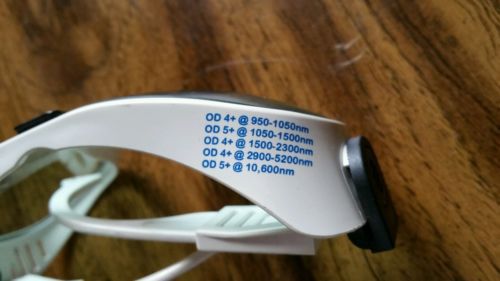 OD 4+ @ 950-1050nm
OD 5+ @ 1050-1500nm
OD 4+ @ 1500-2300nm
OD 4+ @ 2900-5200nm
OD 5+ @ 10,600nm